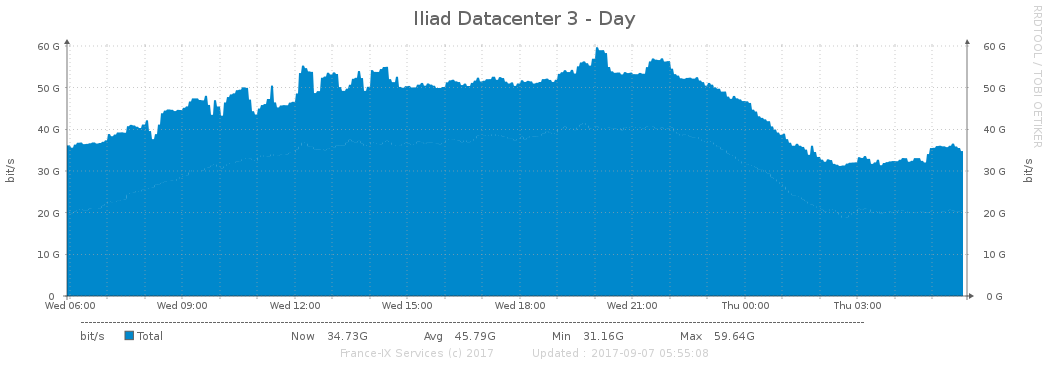 Iliad Datacenter 3 - Day
RRDTOOL / TOBI OETIKER
60 G 60 G
50 G 50 G
40 G 40 G
30 G 30 G
20 G 20 G
10 G 10 G
0 0 G
bit/s bit/s
Wed 06:00 Wed 09:00 Wed 12:00 Wed 15:00 Wed 18:00 Wed 21:00 Thu 00:00 Thu 03:00
bit/s Total Now 34.73G Avg 45.79G Min 31.16G Max 59.64G
France-IX Services (c) 2017 Updated : 2017-09-07 05:55:08